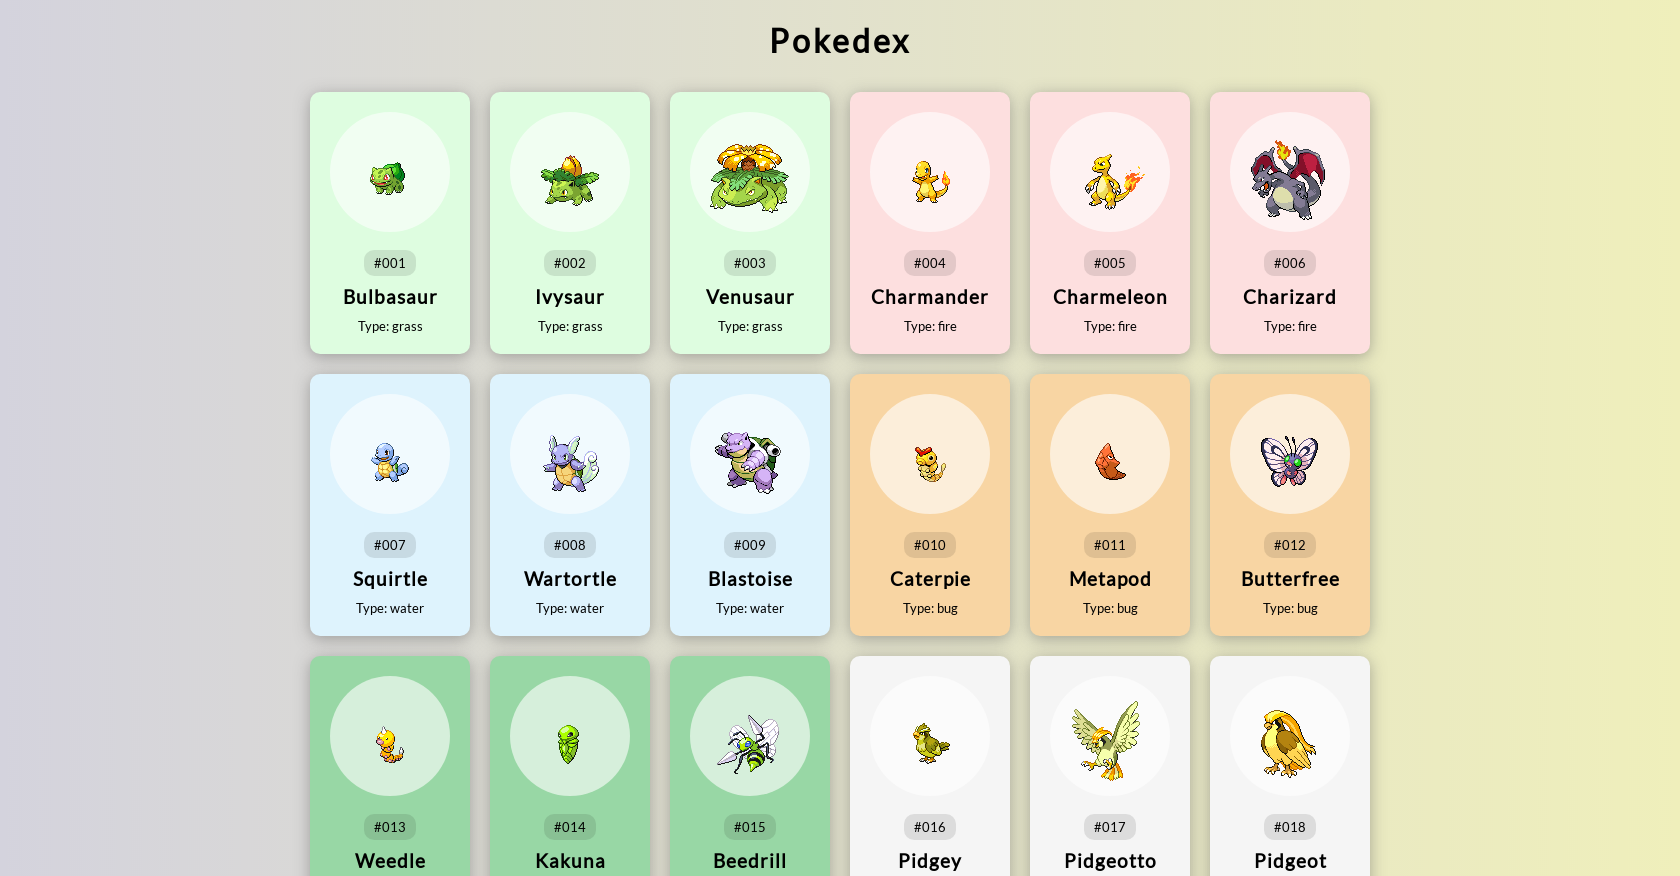 Pokedex
#001
Bulbasaur
Type: grass
#002
Ivysaur
Type: grass
#003
Venusaur
Type: grass
#004
Charmander
Type: fire
#005
Charmeleon
Type: fire
#006
Charizard
Type: fire
#007
Squirtle
Type: water
#008
Wartortle
Type: water
#009
Blastoise
Type: water
#010
Caterpie
Type: bug
#011
Metapod
Type: bug
#012
Butterfree
Type: bug
#013
Weedle
#014
Kakuna
#015
Beedrill
#016
Pidgey
#017
Pidgeotto
#018
Pidgeot